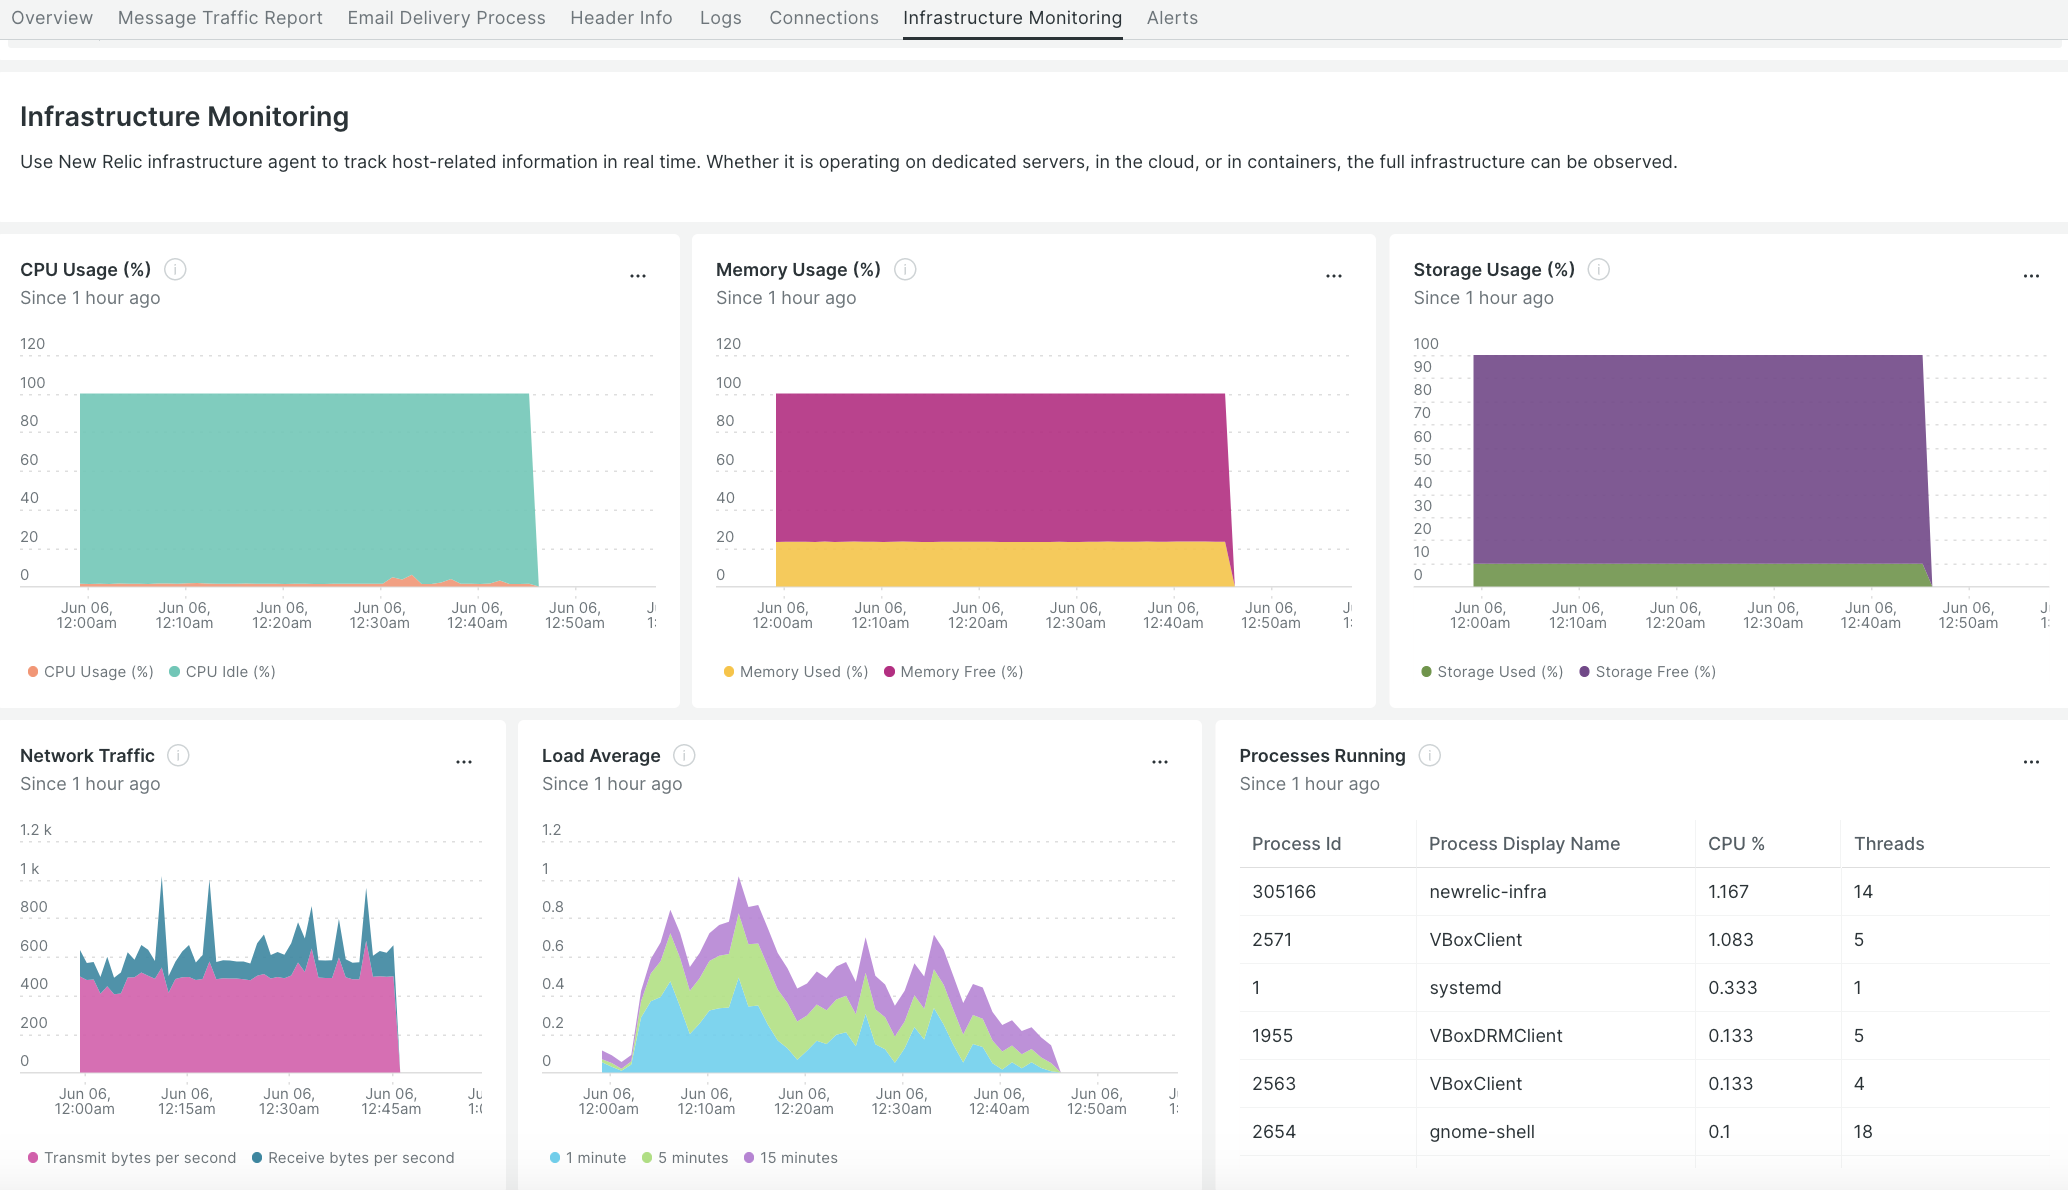 Overview Message Traffic Report Email Delivery Process Header Info Logs Connections Infrastructure Monitoring Alerts
Infrastructure Monitoring
Use New Relic infrastructure agent to track host-related information in real time. Whether it is operating on dedicated servers, in the cloud, or in containers, the full infrastructure can be observed.
CPU Usage (%)
Since 1 hour ago
120
100
80
60
40
20
0
Jun 06, Jun 06, Jun 06, Jun 06, Jun 06, Jun 06,
12:00am 12:10am 12:20am 12:30am 12:40am 12:50am
CPU Usage (%) CPU Idle (%)
Memory Usage (%)
Since 1 hour ago
120
100
80
60
40
20
0
Jun 06, Jun 06, Jun 06, Jun 06, Jun 06, Jun 06,
12:00am 12:10am 12:20am 12:30am 12:40am 12:50am
Memory Used (%) Memory Free (%)
Storage Usage (%)
Since 1 hour ago
100
90
80
70
60
50
40
30
20
10
0
Jun 06, Jun 06, Jun 06, Jun 06, Jun 06, Jun 06,
12:00am 12:10am 12:20am 12:30am 12:40am 12:50am
Storage Used (%) Storage Free (%)
Network Traffic
Since 1 hour ago
1.2 k
1 k
800
600
400
200
0
Jun 06, Jun 06, Jun 06, Jun 06,
12:00am 12:15am 12:30am 12:45am
Transmit bytes per second Receive bytes per second
Load Average
Since 1 hour ago
1.2
1
0.8
0.6
0.4
0.2
0
Jun 06, Jun 06, Jun 06, Jun 06, Jun 06, Jun 06,
12:00am 12:10am 12:20am 12:30am 12:40am 12:50am
1 minute 5 minutes 15 minutes
Processes Running
Since 1 hour ago
Process Id Process Display Name CPU % Threads
305166 newrelic-infra 1.167 14
2571 VBoxClient 1.083 5
1 systemd 0.333 1
1955 VBoxDRMClient 0.133 5
2563 VBoxClient 0.133 4
2654 gnome-shell 0.1 18